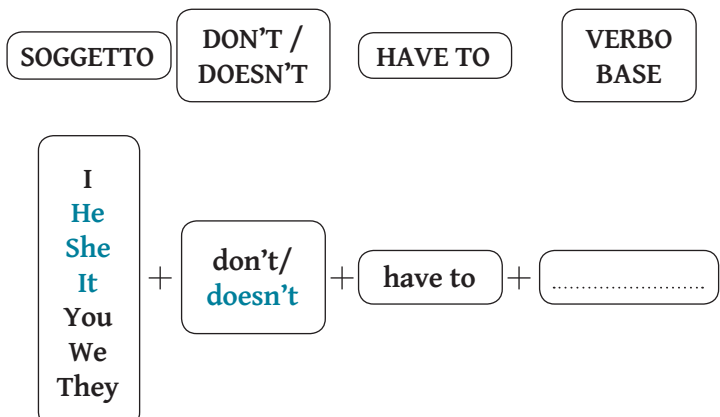 SOGGETTO
DON'T /
DOESN'T
HAVE TO
VERBO
BASE
I
He
She
It
You
We
They
+
don't/
doesn't
+
have to
+
........................